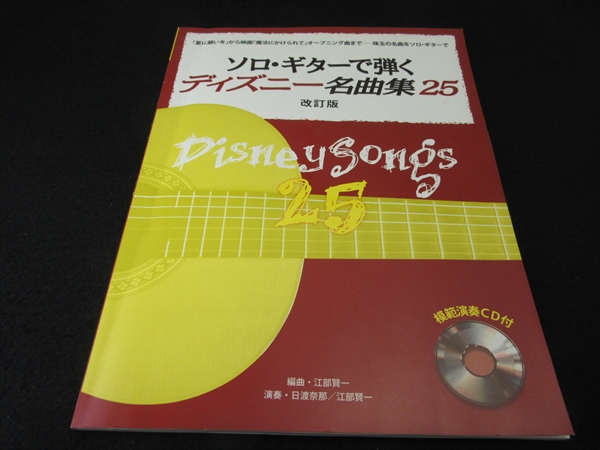 「星に願いを」から映画「魔法にかけられて」オープニング曲まで──珠玉の名曲をソロ・ギターで
ソロ・ギターで弾く
ディズニー名曲集25
改訂版
Disney Songs
25
模範演奏CD付
編曲・江部賢一
演奏・日渡奈那／江部賢一